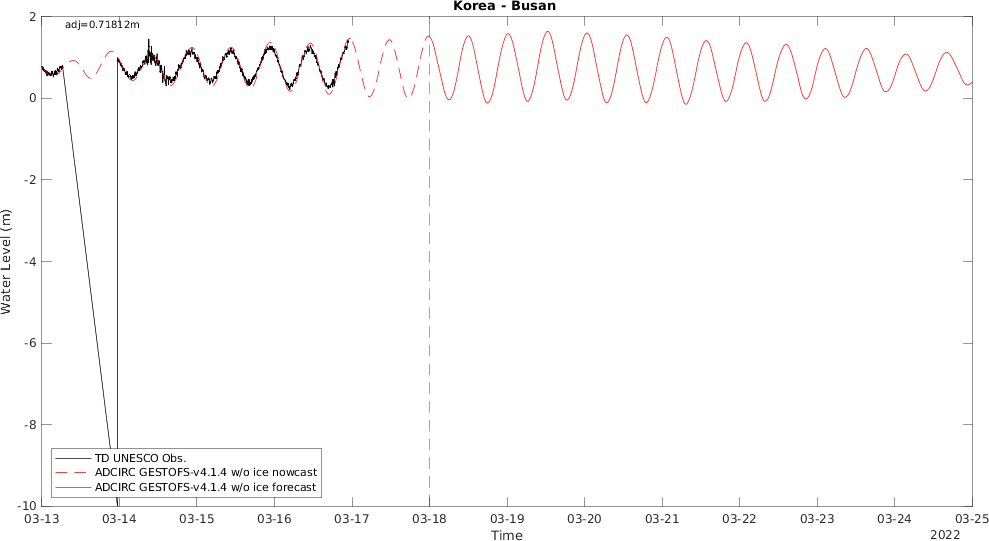 Korea - Busan
adj=0.71812m
2
0
-2
-4
-6
-8
-10
Water Level (m)
TD UNESCO Obs.
ADCIRC GESTOFS-v4.1.4 w/o ice nowcast
ADCIRC GESTOFS-v4.1.4 w/o ice forecast
03-13 03-14 03-15 03-16 03-17 03-18 03-19 03-20 03-21 03-22 03-23 03-24 03-25
Time
2022